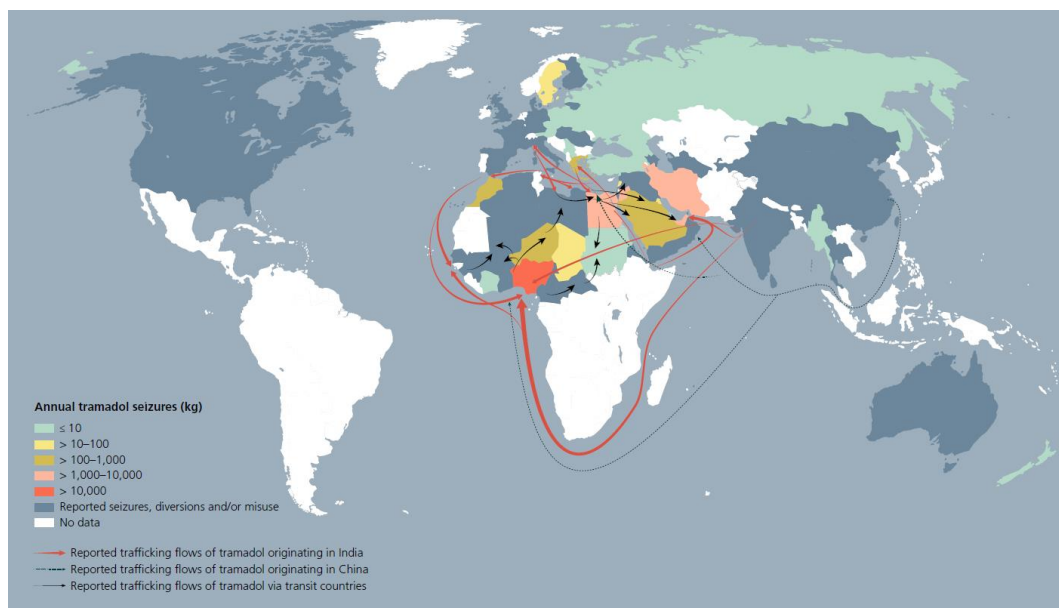 Annual tramadol seizures (kg)
≤ 10
> 10–100
> 100–1,000
> 1,000–10,000
> 10,000
Reported seizures, diversions and/or misuse
No data
Reported trafficking flows of tramadol originating in India
Reported trafficking flows of tramadol originating in China
Reported trafficking flows of tramadol via transit countries